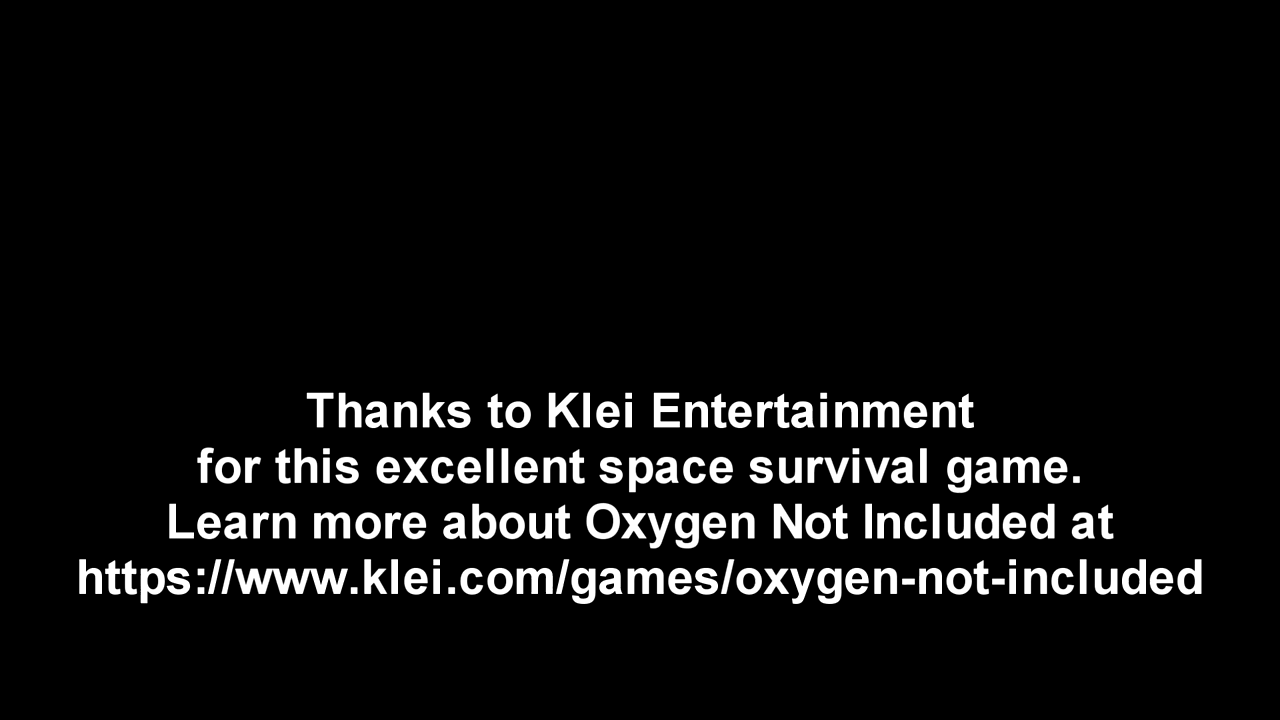 Thanks to Klei Entertainment
for this excellent space survival game.
Learn more about Oxygen Not Included at
https://www.klei.com/games/oxygen-not-included